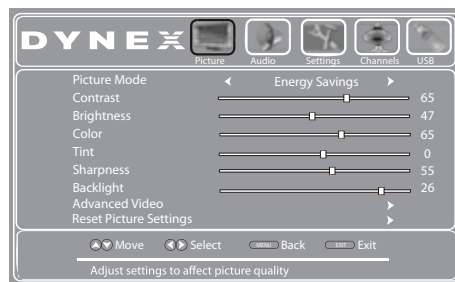 DYNEX
Picture Audio Settings Channels USB
Picture Mode Energy Savings
Contrast 65
Brightness 47
Color 65
Tint 0
Sharpness 55
Backlight 26
Advanced Video
Reset Picture Settings
Move Select MENU Back EXIT Exit
Adjust settings to affect picture quality